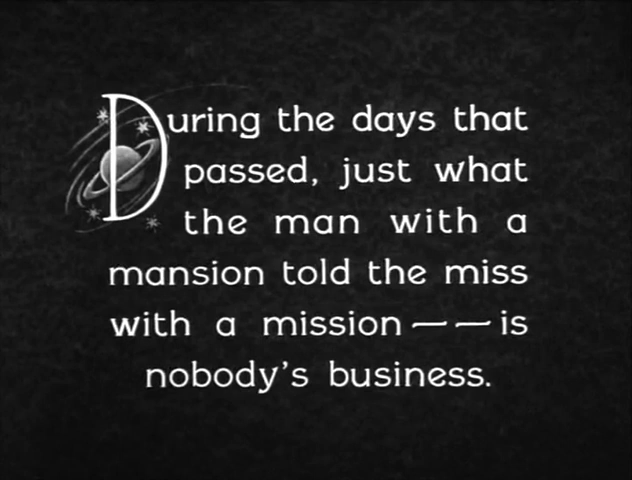 During the days that
passed, just what
the man with a
mansion told the miss
with a mission — — is
nobody's business.